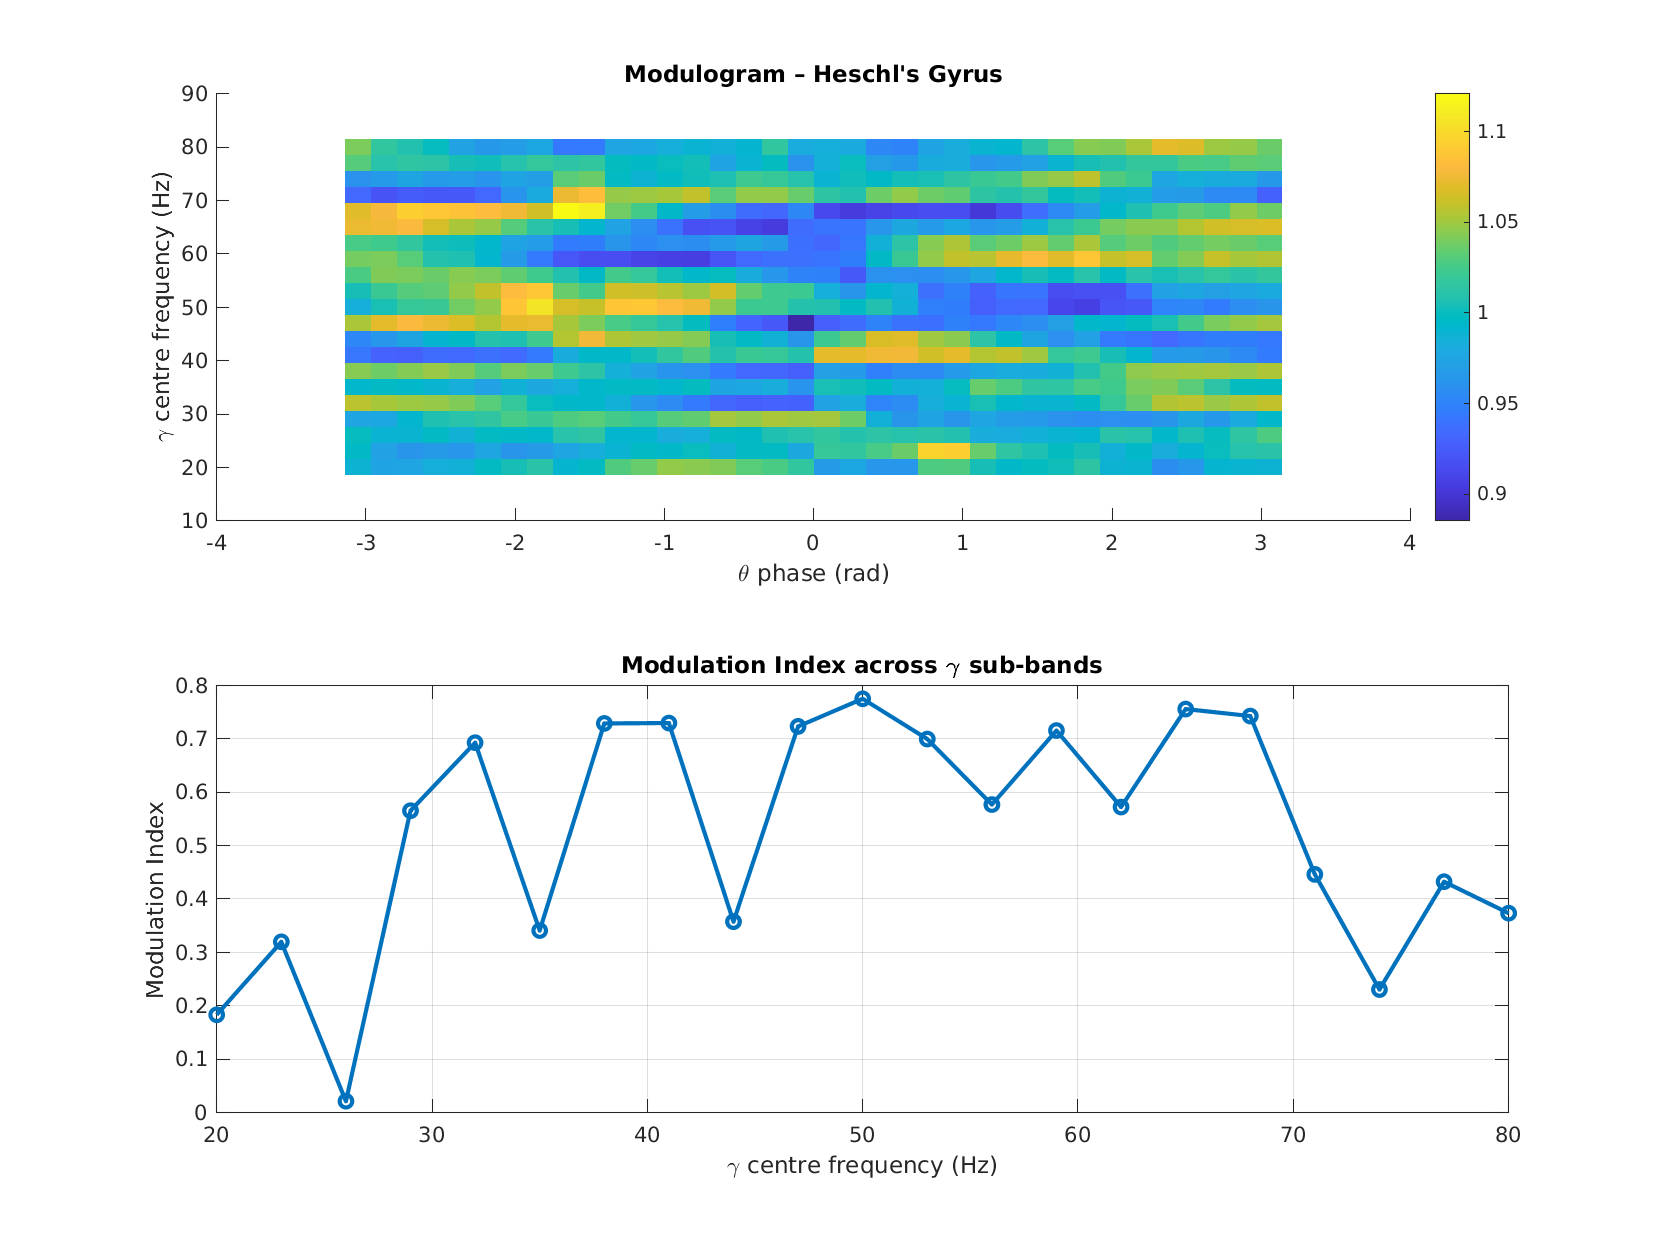 Modulogram – Heschl's Gyrus
90
80
70
60
50
40
30
20
10
γ centre frequency (Hz)
-4 -3 -2 -1 0 1 2 3 4
θ phase (rad)
1.1
1.05
1
0.95
0.9
Modulation Index across γ sub-bands
0.8
0.7
0.6
0.5
0.4
0.3
0.2
0.1
0
Modulation Index
20 30 40 50 60 70 80
γ centre frequency (Hz)